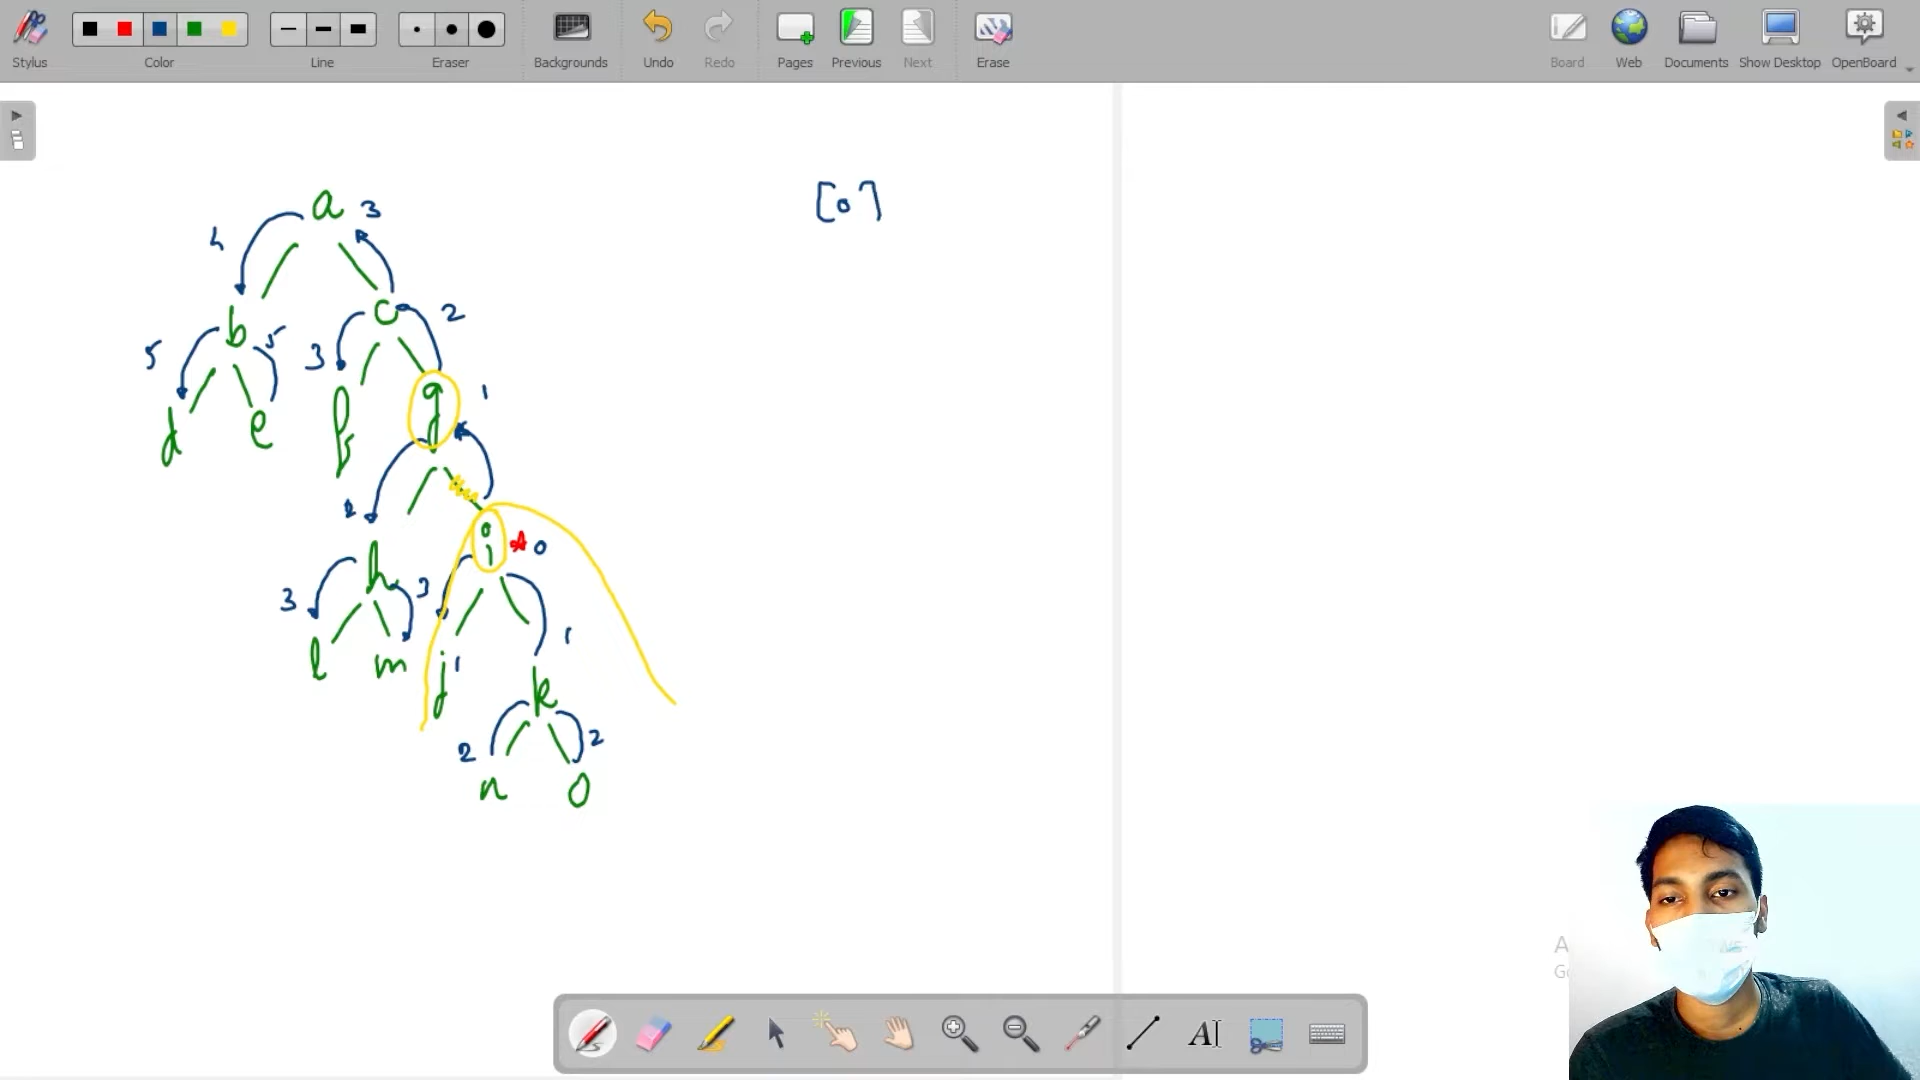 Stylus Color Line Eraser Backgrounds Undo Redo Pages Previous Next Erase Board Web Documents Show Desktop OpenBoard
[0]
a 3
4
c 2
b 5 3
5
g 1
d e f
2
i 0
h 3
3
1
l m j 1
k
2 2
n o
A
G